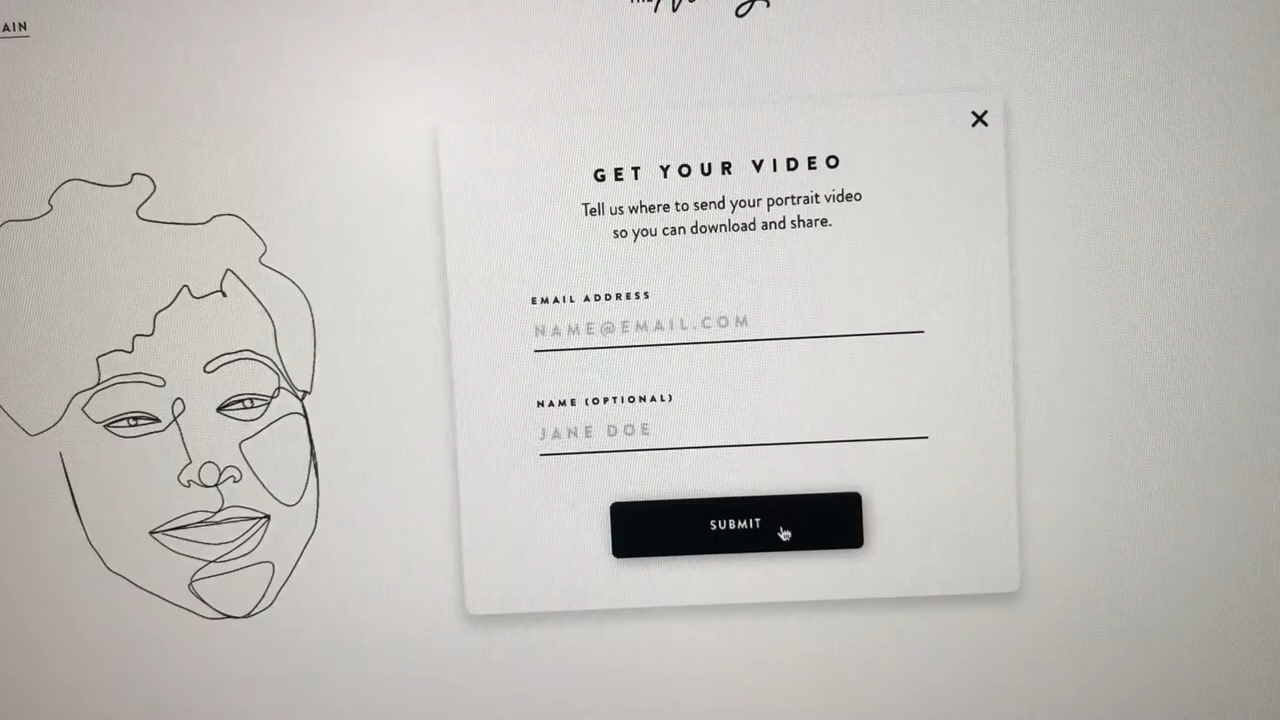 AIN
THE
GET YOUR VIDEO
Tell us where to send your portrait video
so you can download and share.
EMAIL ADDRESS
NAME@EMAIL.COM
NAME (OPTIONAL)
JANE DOE
SUBMIT